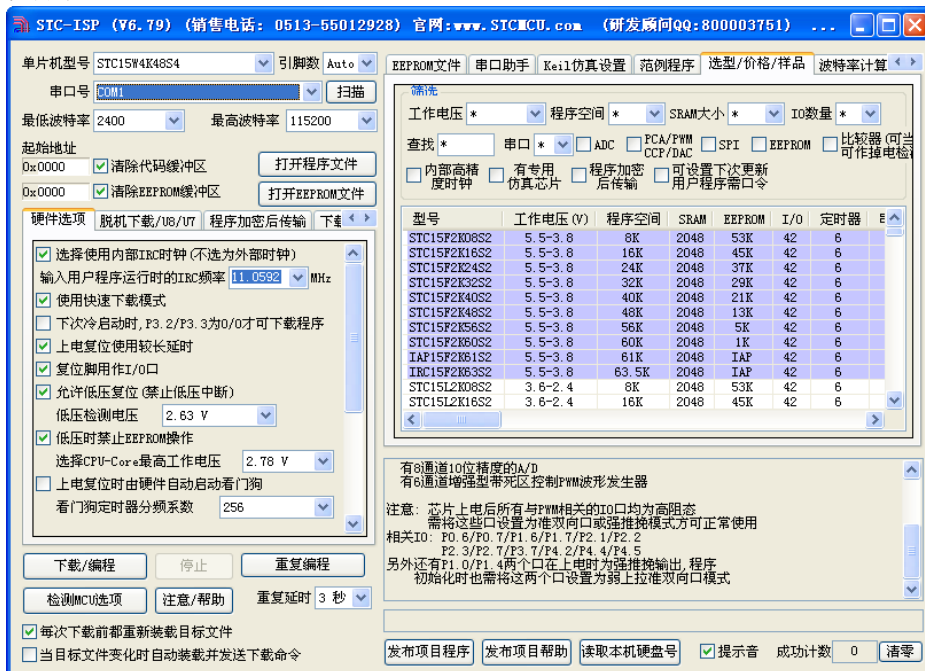 STC-ISP (V6.79) (销售电话: 0513-55012928) 官网:www.STCMCU.com (研发顾问QQ:800003751) ...
单片机型号 STC15W4K48S4 引脚数 Auto
串口号 COM1 扫描
最低波特率 2400 最高波特率 115200
起始地址
0x0000 清除代码缓冲区 打开程序文件
0x0000 清除EEPROM缓冲区 打开EEPROM文件
硬件选项 脱机下载/U8/U7 程序加密后传输
选择使用内部IRC时钟(不选为外部时钟)
输入用户程序运行时的IRC频率 11.0592 MHz
使用快速下载模式
下次冷启动时,P3.2/P3.3为0/0才可下载程序
上电复位使用较长延时
复位脚用作I/O口
允许低压复位(禁止低压中断)
低压检测电压 2.63 V
低压时禁止EEPROM操作
选择CPU-Core最高工作电压 2.78 V
上电复位时由硬件自动启动看门狗
看门狗定时器分频系数 256
下载/编程 停止 重复编程
检测MCU选项 注意/帮助 重复延时 3 秒
每次下载前都重新装载目标文件
当目标文件变化时自动装载并发送下载命令
EEPROM文件 串口助手 Keil仿真设置 范例程序 选型/价格/样品 波特率计算
筛选
工作电压 * 程序空间 * SRAM大小 * IO数量 *
查找 * 串口 * ADC PCA/PWM CCP/DAC SPI EEPROM 比较器(可当 可作掉电检
内部高精度时钟 有专用仿真芯片 程序加密后传输 可设置下次更新用户程序需口令
型号 工作电压(V) 程序空间 SRAM EEPROM I/O 定时器
STC15F2K08S2 5.5-3.8 8K 2048 53K 42 6
STC15F2K16S2 5.5-3.8 16K 2048 45K 42 6
STC15F2K24S2 5.5-3.8 24K 2048 37K 42 6
STC15F2K32S2 5.5-3.8 32K 2048 29K 42 6
STC15F2K40S2 5.5-3.8 40K 2048 21K 42 6
STC15F2K48S2 5.5-3.8 48K 2048 13K 42 6
STC15F2K56S2 5.5-3.8 56K 2048 5K 42 6
STC15F2K60S2 5.5-3.8 60K 2048 1K 42 6
IAP15F2K61S2 5.5-3.8 61K 2048 IAP 42 6
IRC15F2K63S2 5.5-3.8 63.5K 2048 IAP 42 6
STC15L2K08S2 3.6-2.4 8K 2048 53K 42 6
STC15L2K16S2 3.6-2.4 16K 2048 45K 42 6
有8通道10位精度的A/D
有6通道增强型带死区控制PWM波形发生器
注意: 芯片上电后所有与PWM相关的IO口均为高阻态
需将这些口设置为准双向口或强推挽模式方可正常使用
相关IO: P0.6/P0.7/P1.6/P1.7/P2.1/P2.2
P2.3/P2.7/P3.7/P4.2/P4.4/P4.5
另外还有P1.0/P1.4两个口在上电时为强推挽输出,程序
初始化时也需将这两个口设置为弱上拉准双向口模式
发布项目程序 发布项目帮助 读取本机硬盘号 提示音 成功计数 0 清零